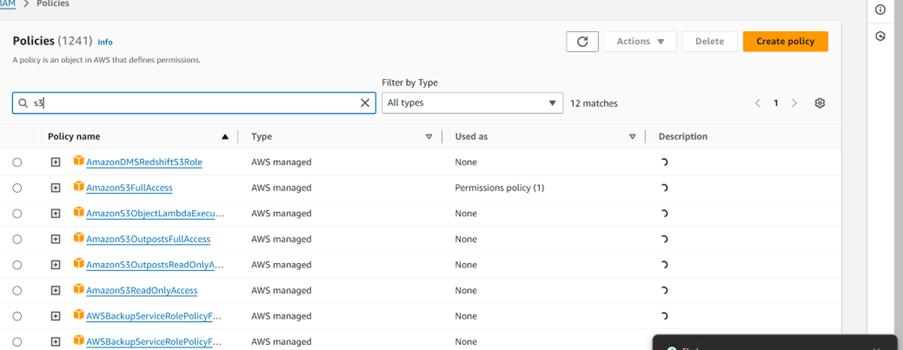 IAM > Policies
Policies (1241) Info
A policy is an object in AWS that defines permissions.
Actions
Delete
Create policy
Filter by Type
s3
All types
12 matches
1
Policy name Type Used as Description
AmazonDMSRedshiftS3Role AWS managed None
AmazonS3FullAccess AWS managed Permissions policy (1)
AmazonS3ObjectLambdaExecu... AWS managed None
AmazonS3OutpostsFullAccess AWS managed None
AmazonS3OutpostsReadOnlyA... AWS managed None
AmazonS3ReadOnlyAccess AWS managed None
AWSBackupServiceRolePolicyF... AWS managed None
AWSBackupServiceRolePolicyF... AWS managed None